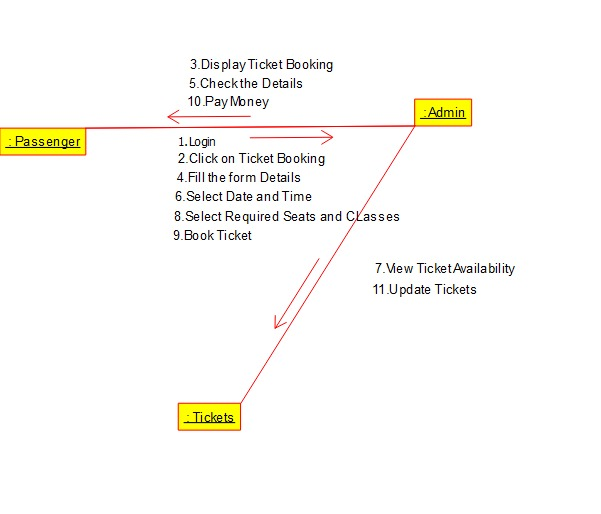 3.Display Ticket Booking
5.Check the Details
10.Pay Money
: Admin
: Passenger
1.Login
2.Click on Ticket Booking
4.Fill the form Details
6.Select Date and Time
8.Select Required Seats and CLasses
9.Book Ticket
7.View Ticket Availability
11.Update Tickets
: Tickets